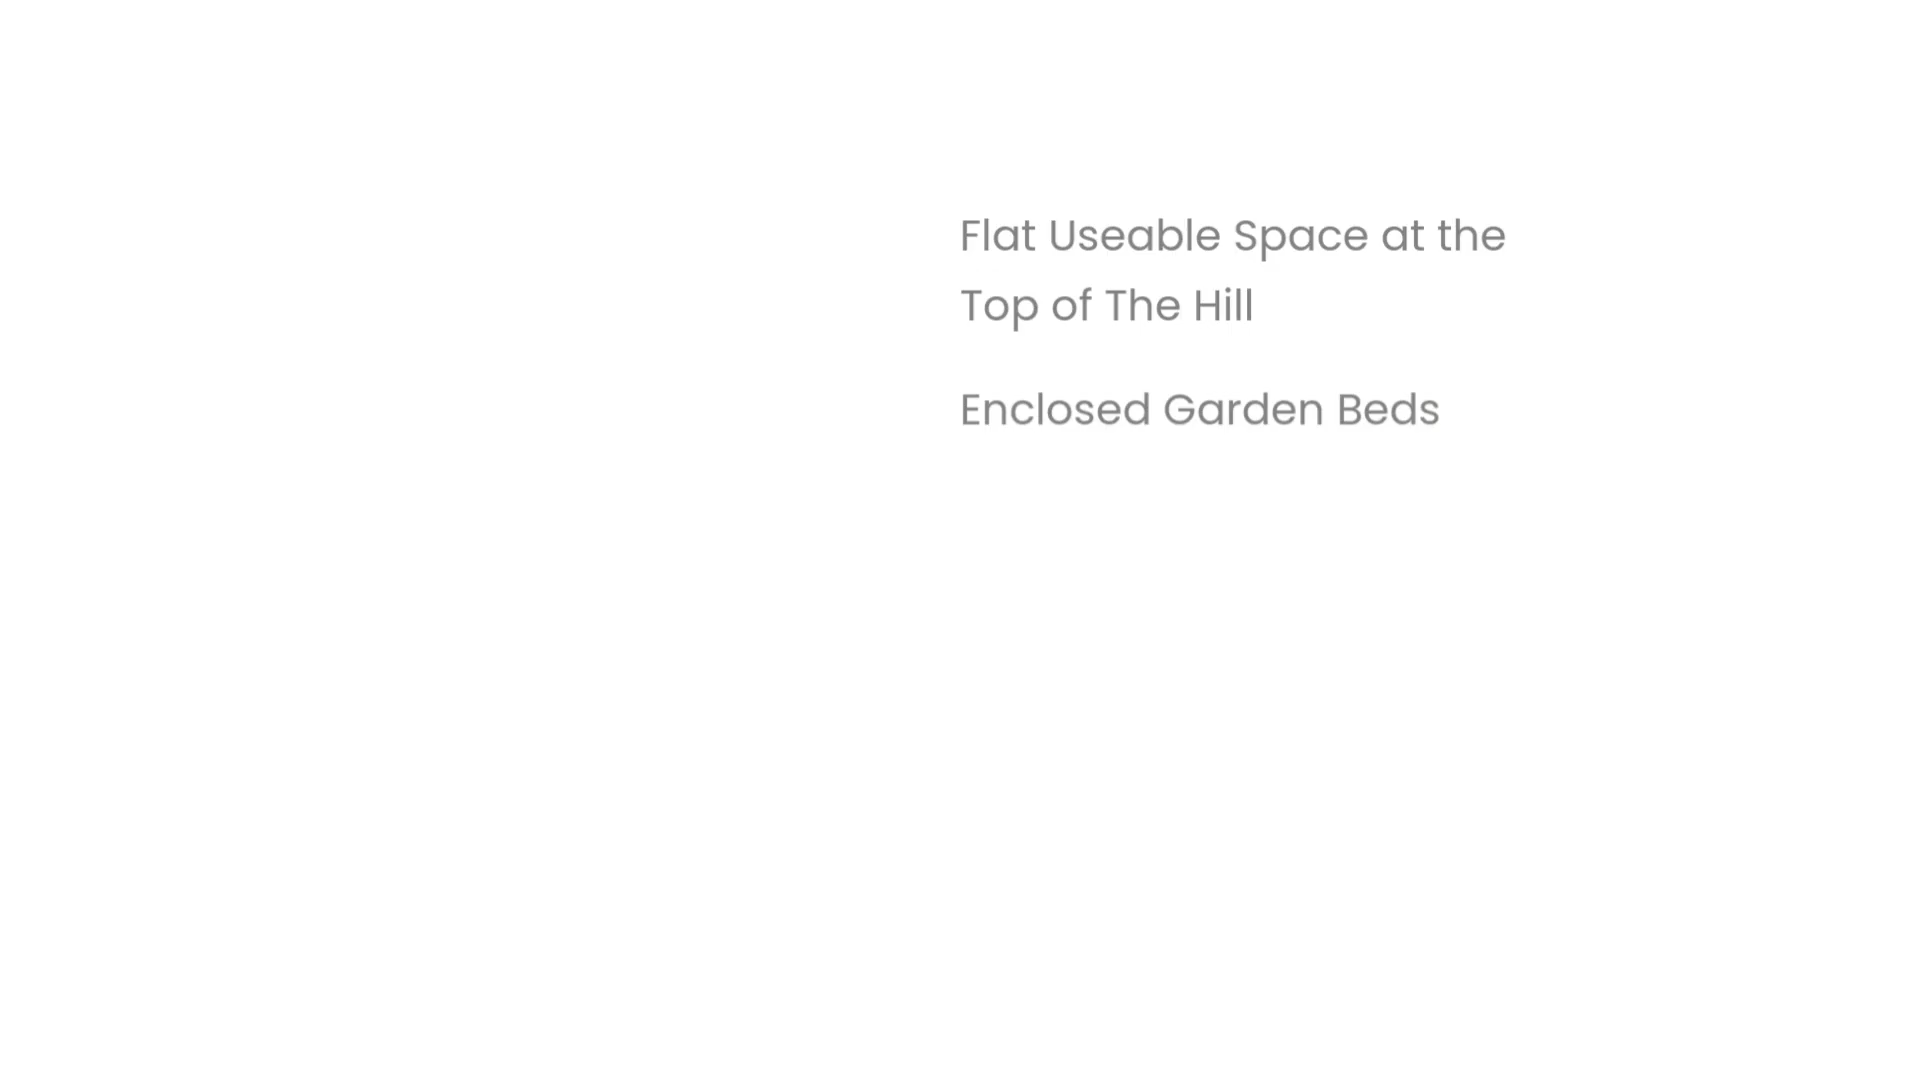 Flat Useable Space at the
Top of The Hill
Enclosed Garden Beds